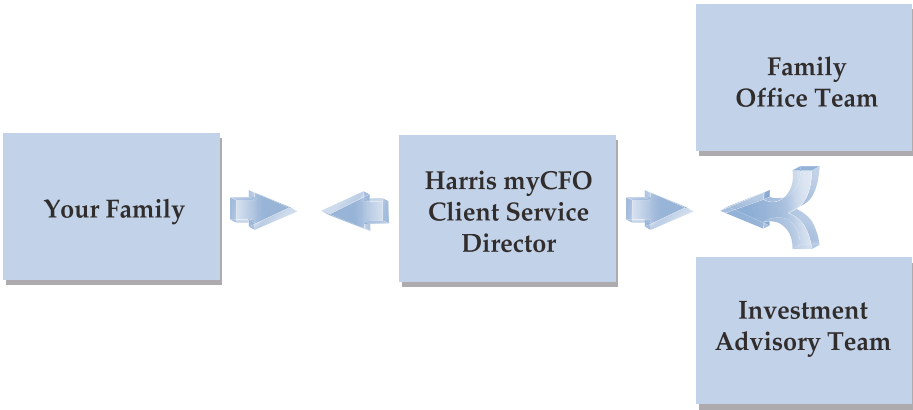 Your Family
Harris myCFO
Client Service
Director
Family
Office Team
Investment
Advisory Team